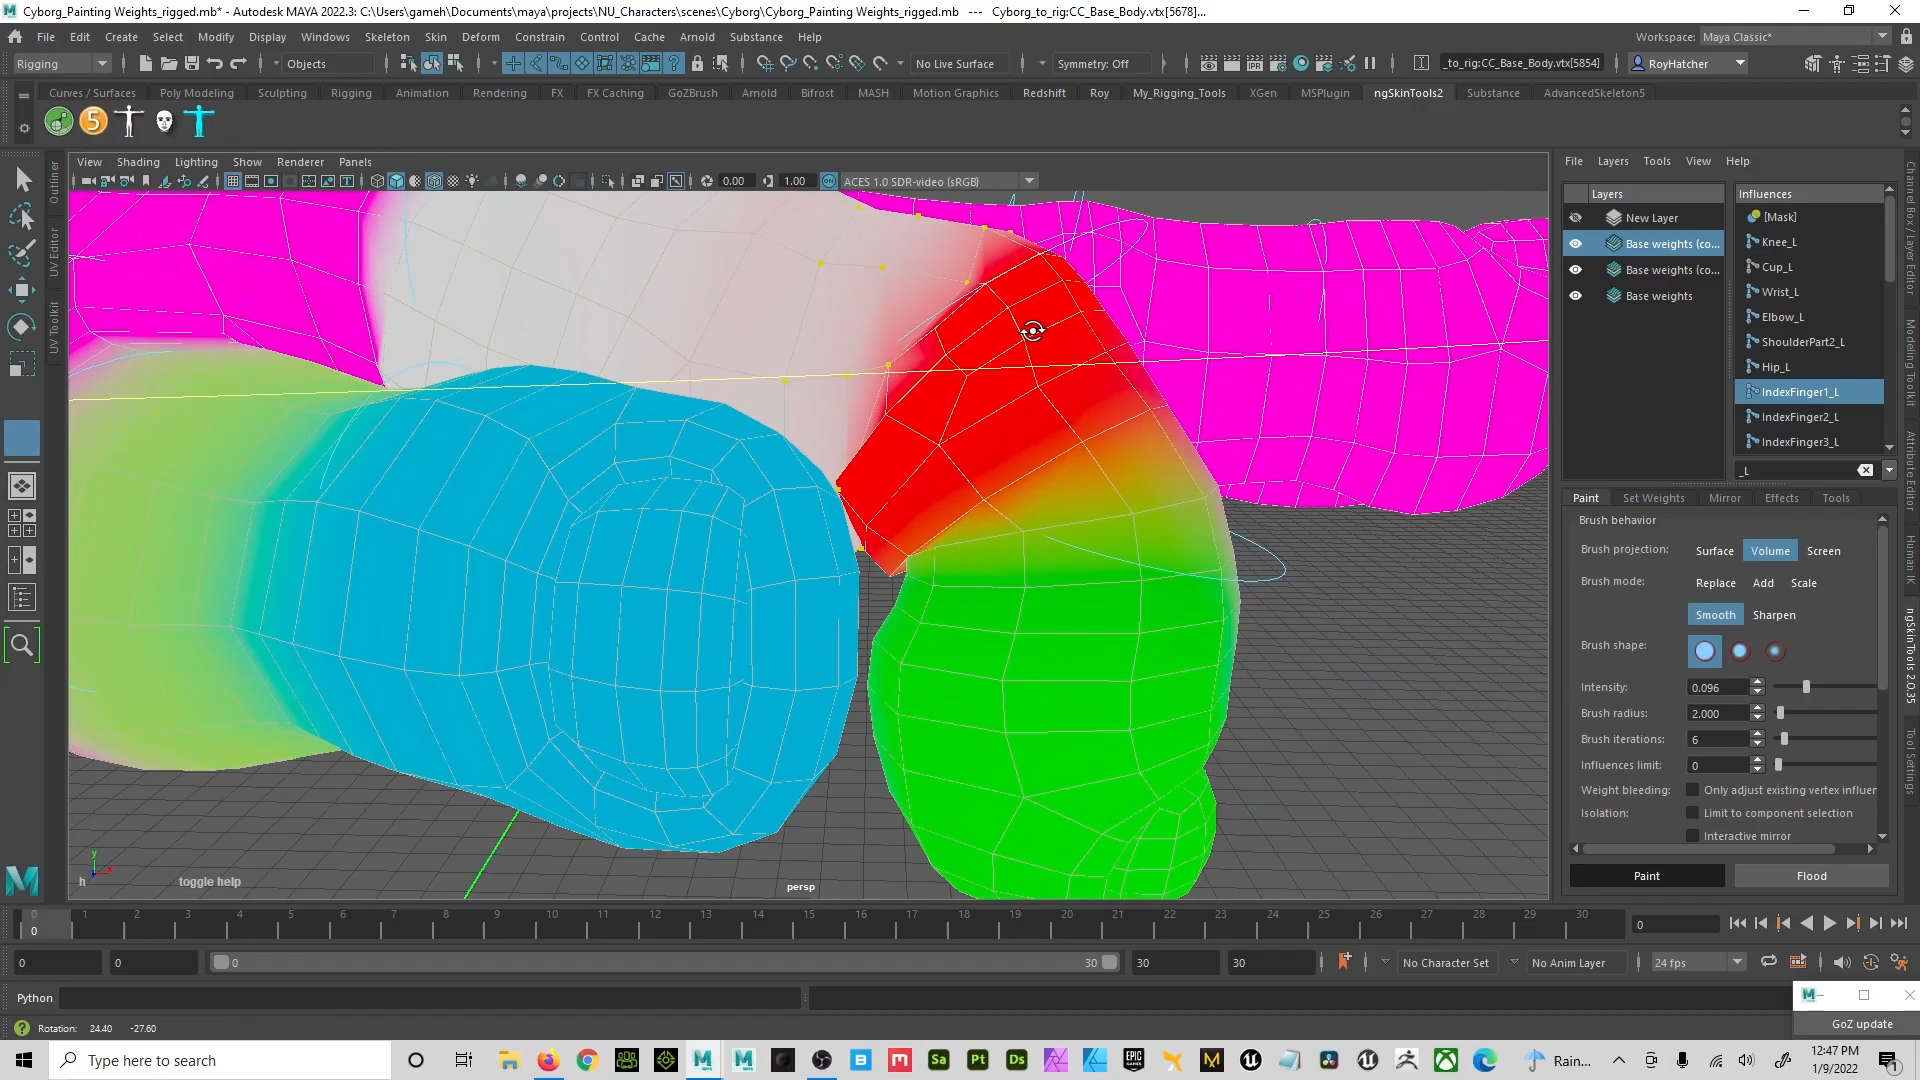 Cyborg_Painting Weights_rigged.mb* - Autodesk MAYA 2022.3: C:\Users\gameh\Documents\maya\projects\NU_Characters\scenes\Cyborg\Cyborg_Painting Weights_rigged.mb --- Cyborg_to_rig:CC_Base_Body.vtx[5678]...
File Edit Create Select Modify Display Windows Skeleton Skin Deform Constrain Control Cache Arnold Substance Help
Workspace: Maya Classic*
Rigging Objects No Live Surface Symmetry: Off _to_rig:CC_Base_Body.vtx[5854] RoyHatcher
Curves / Surfaces Poly Modeling Sculpting Rigging Animation Rendering FX FX Caching GoZBrush Arnold Bifrost MASH Motion Graphics Redshift Roy My_Rigging_Tools XGen MSPlugin ngSkinTools2 Substance AdvancedSkeleton5
5
View Shading Lighting Show Renderer Panels
0.00 1.00 ACES 1.0 SDR-video (sRGB)
Outliner
UV Editor
UV Toolkit
File Layers Tools View Help
Layers
New Layer
Base weights (co...
Base weights (co...
Base weights
Influences
[Mask]
Knee_L
Cup_L
Wrist_L
Elbow_L
ShoulderPart2_L
Hip_L
IndexFinger1_L
IndexFinger2_L
IndexFinger3_L
_L
Paint Set Weights Mirror Effects Tools
Brush behavior
Brush projection: Surface Volume Screen
Brush mode: Replace Add Scale
Smooth Sharpen
Brush shape:
Intensity: 0.096
Brush radius: 2.000
Brush iterations: 6
Influences limit: 0
Weight bleeding: Only adjust existing vertex influen
Isolation: Limit to component selection
Interactive mirror
Paint Flood
Channel Box / Layer Editor
Modeling Toolkit
Attribute Editor
Human IK
ngSkinTools 2.0.35
Tool Settings
y
x
h toggle help persp
0 1 2 3 4 5 6 7 8 9 10 11 12 13 14 15 16 17 18 19 20 21 22 23 24 25 26 27 28 29 30
0 0
0 0 0 30 30 30 No Character Set No Anim Layer 24 fps
Python
GoZ update
Rotation: 24.40 -27.60
Type here to search
Sa Pt Ds
Rain...
12:47 PM
1/9/2022